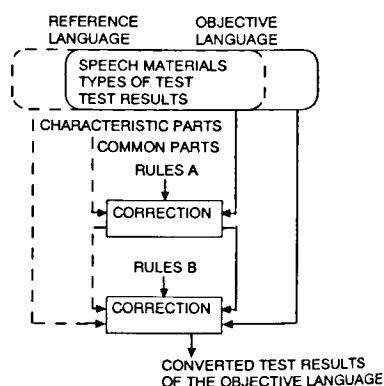 REFERENCE OBJECTIVE
LANGUAGE LANGUAGE
SPEECH MATERIALS
TYPES OF TEST
TEST RESULTS
CHARACTERISTIC PARTS
COMMON PARTS
RULES A
CORRECTION
RULES B
CORRECTION
CONVERTED TEST RESULTS
OF THE OBJECTIVE LANGUAGE